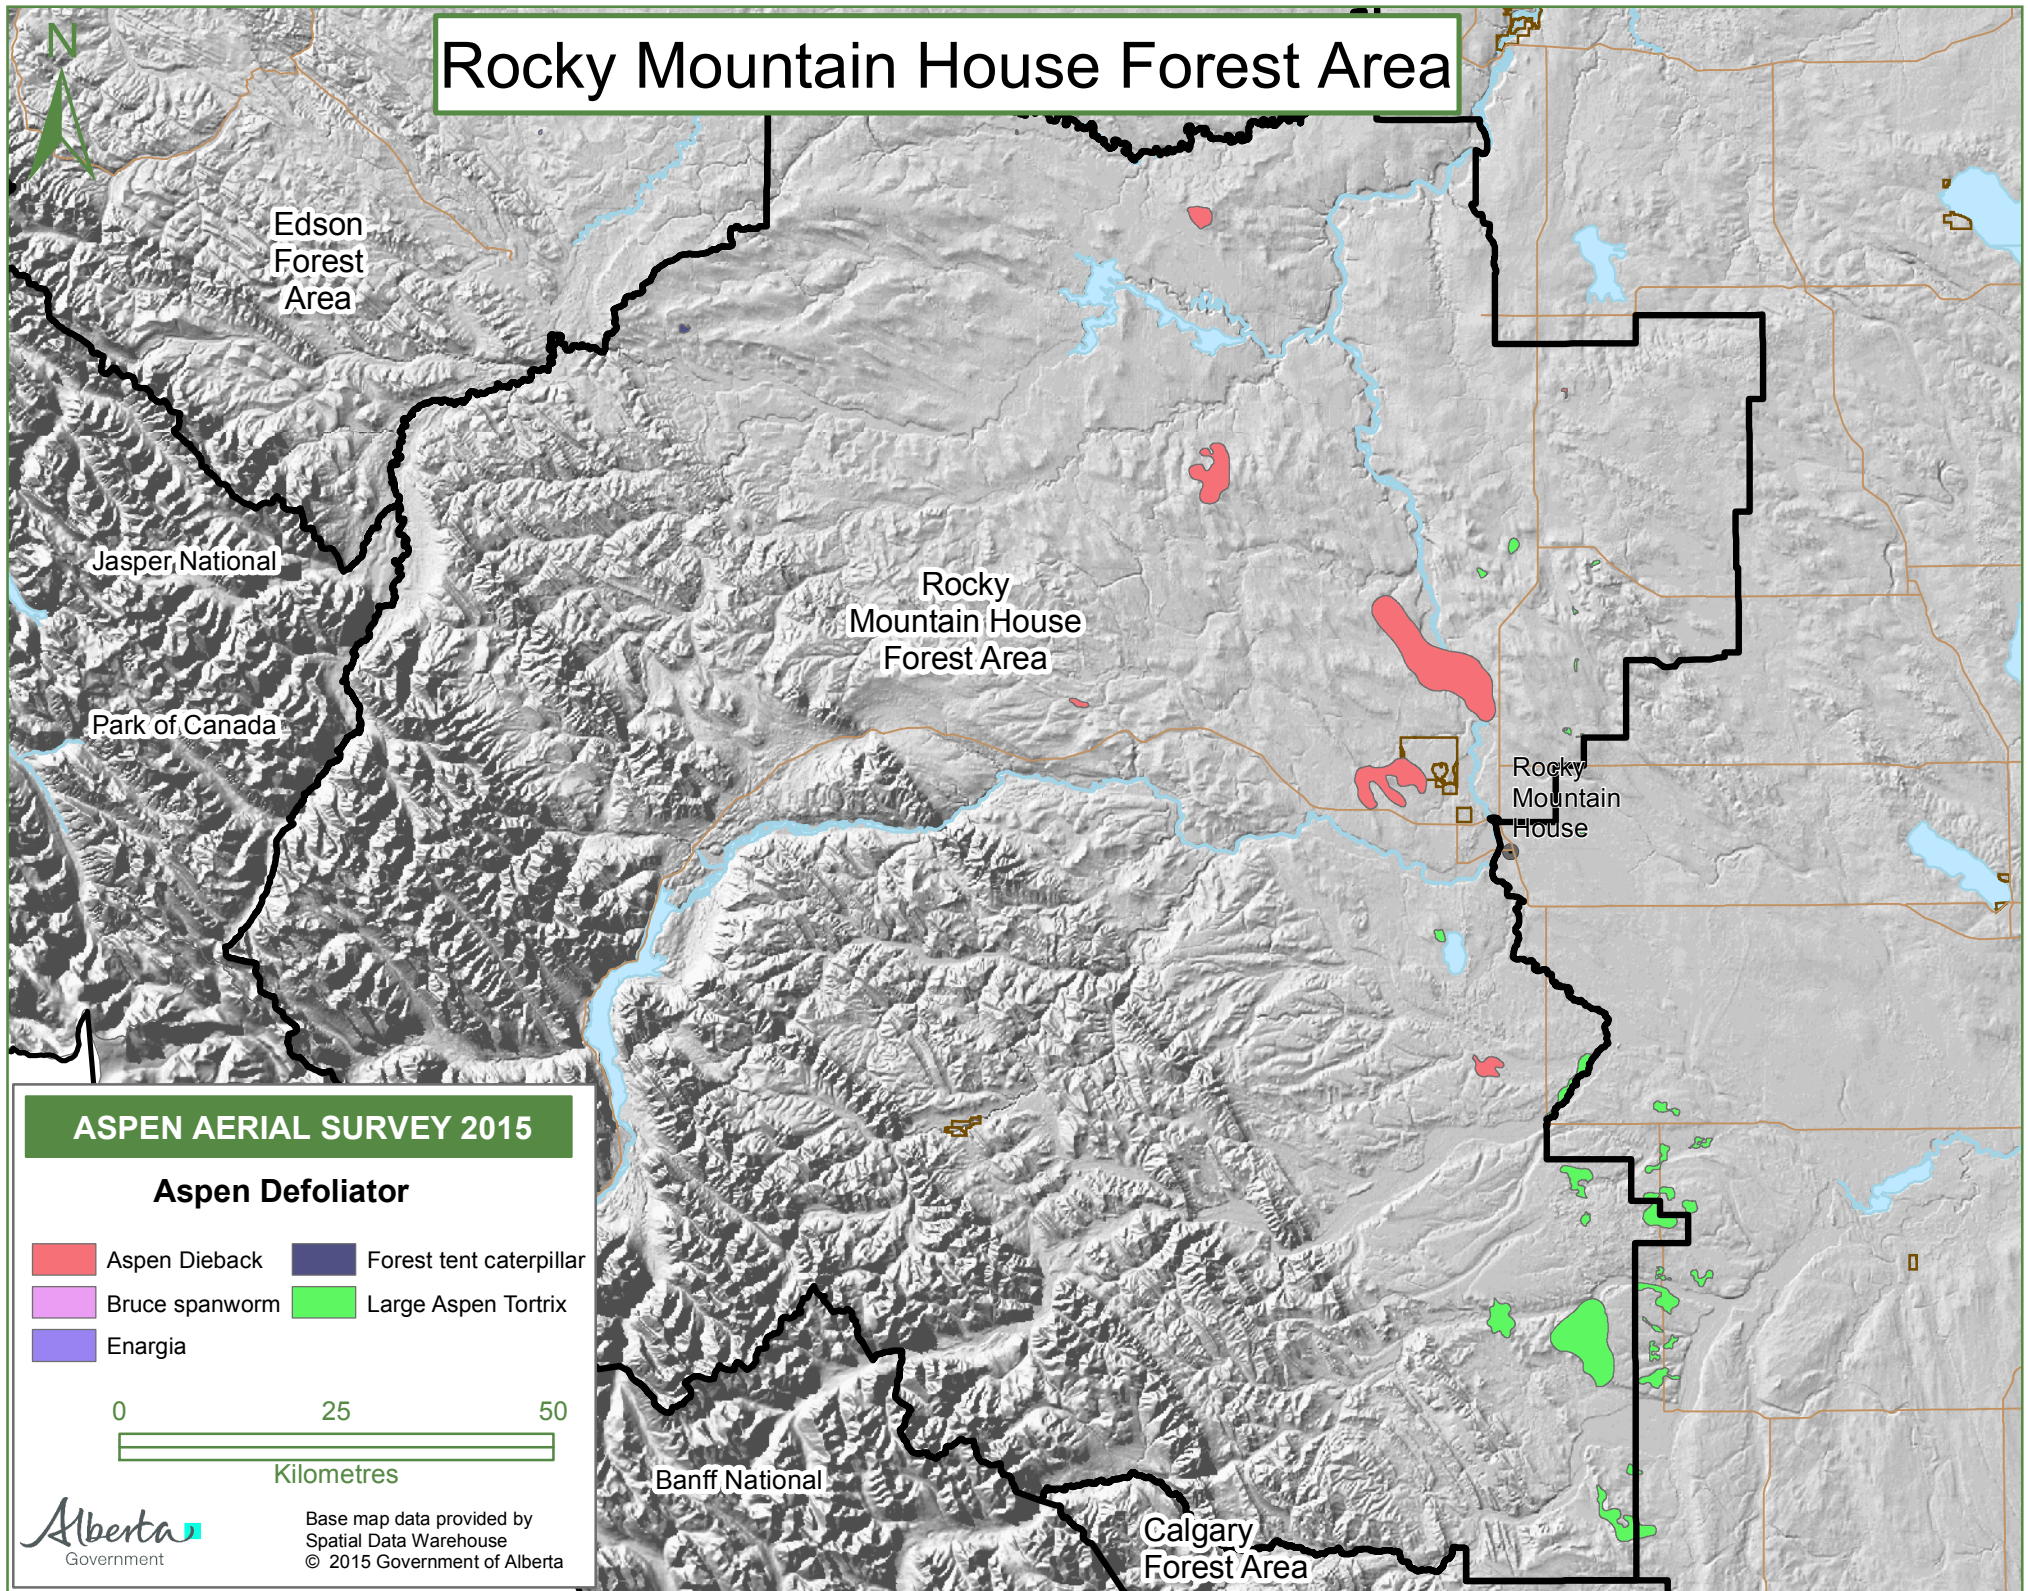 Rocky Mountain House Forest Area
N
Edson
Forest
Area
Jasper National
Park of Canada
Rocky
Mountain House
Forest Area
Rocky
Mountain
House
Banff National
Calgary
Forest Area
ASPEN AERIAL SURVEY 2015
Aspen Defoliator
Aspen Dieback
Forest tent caterpillar
Bruce spanworm
Large Aspen Tortrix
Enargia
0 25 50
Kilometres
Alberta
Government
Base map data provided by
Spatial Data Warehouse
© 2015 Government of Alberta